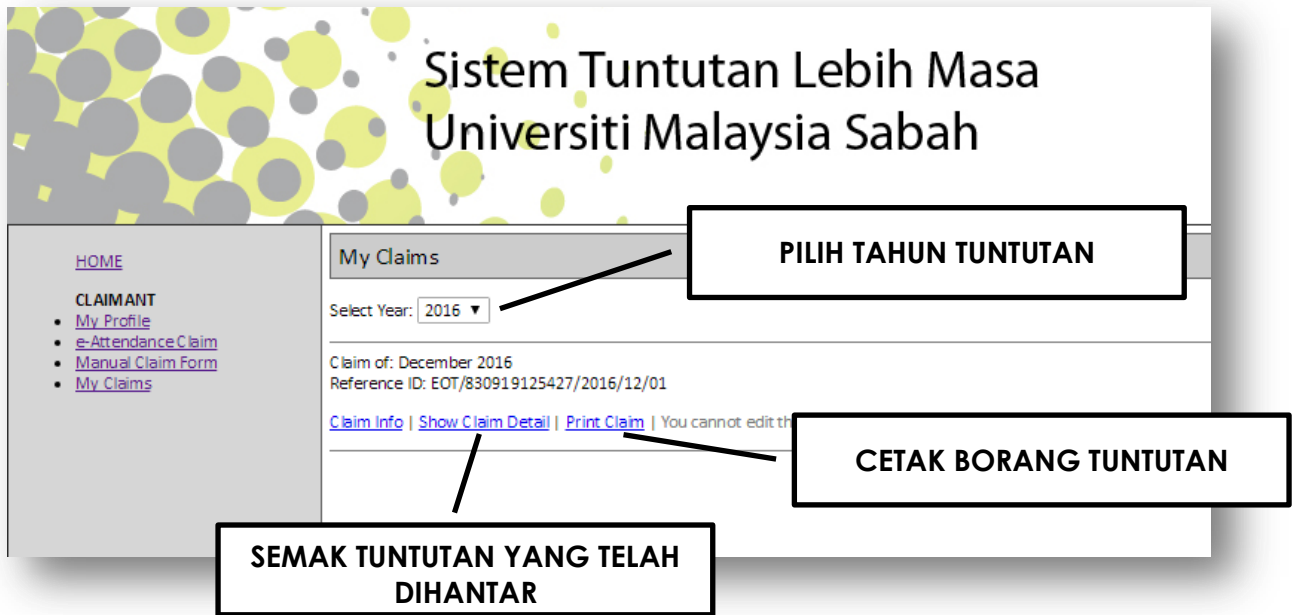 Sistem Tuntutan Lebih Masa
Universiti Malaysia Sabah
HOME
CLAIMANT
My Profile
e-Attendance Claim
Manual Claim Form
My Claims
My Claims
PILIH TAHUN TUNTUTAN
Select Year: 2016
Claim of: December 2016
Reference ID: EOT/830919125427/2016/12/01
Claim Info | Show Claim Detail | Print Claim | You cannot edit
CETAK BORANG TUNTUTAN
SEMAK TUNTUTAN YANG TELAH
DIHANTAR